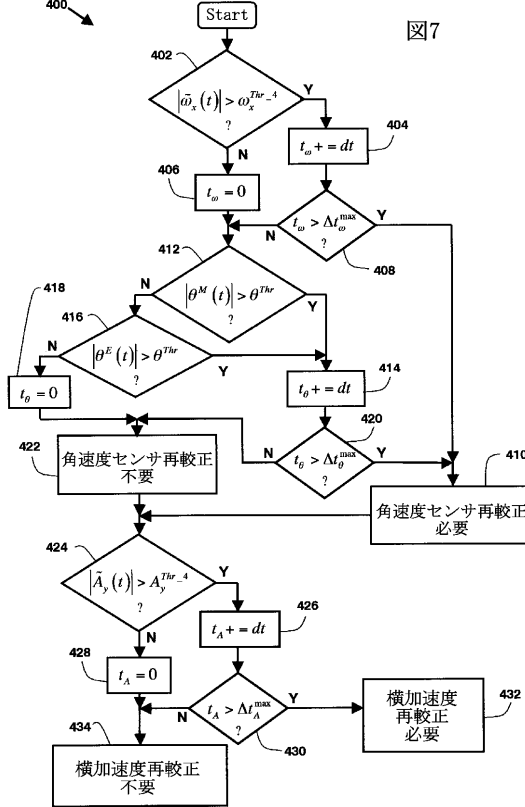 400
Start
図7
402
|ω̃x(t)| > ωx^Thr_4
?
Y
N
404
tω += dt
406
tω = 0
tω > Δtω^max
?
N
Y
408
412
|θ^M(t)| > θ^Thr
?
N
Y
418
416
|θ^E(t)| > θ^Thr
?
N
Y
tθ = 0
414
tθ += dt
420
tθ > Δtθ^max
?
N
Y
422
角速度センサ再較正
不要
410
角速度センサ再較正
必要
424
|Ãy(t)| > Ay^Thr_4
?
Y
N
426
tA += dt
428
tA = 0
tA > ΔtA^max
?
N
Y
430
432
横加速度
再較正
必要
434
横加速度再較正
不要